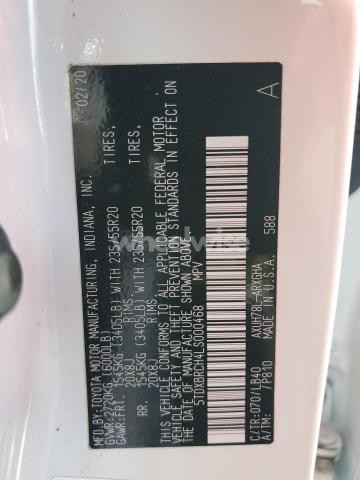 MFD.BY:TOYOTA MOTOR MANUFACTURING, INDIANA, INC. 02/20
GVWR:2720KG (6000LB)
GAWR:FRT. 1545KG (3405LB) WITH 235/55R20 TIRES,
20X8J RIMS,
RR. 1545KG (3405LB) WITH 235/55R20 TIRES,
20X8J RIMS,
THIS VEHICLE CONFORMS TO ALL APPLICABLE FEDERAL MOTOR
VEHICLE SAFETY AND THEFT PREVENTION STANDARDS IN
EFFECT ON THE DATE OF MANUFACTURE SHOWN ABOVE.
MPV
C/TR:070/LB40 AXUH78L-ARXGHA A
A/TM: /P810 MADE IN U.S.A. 588